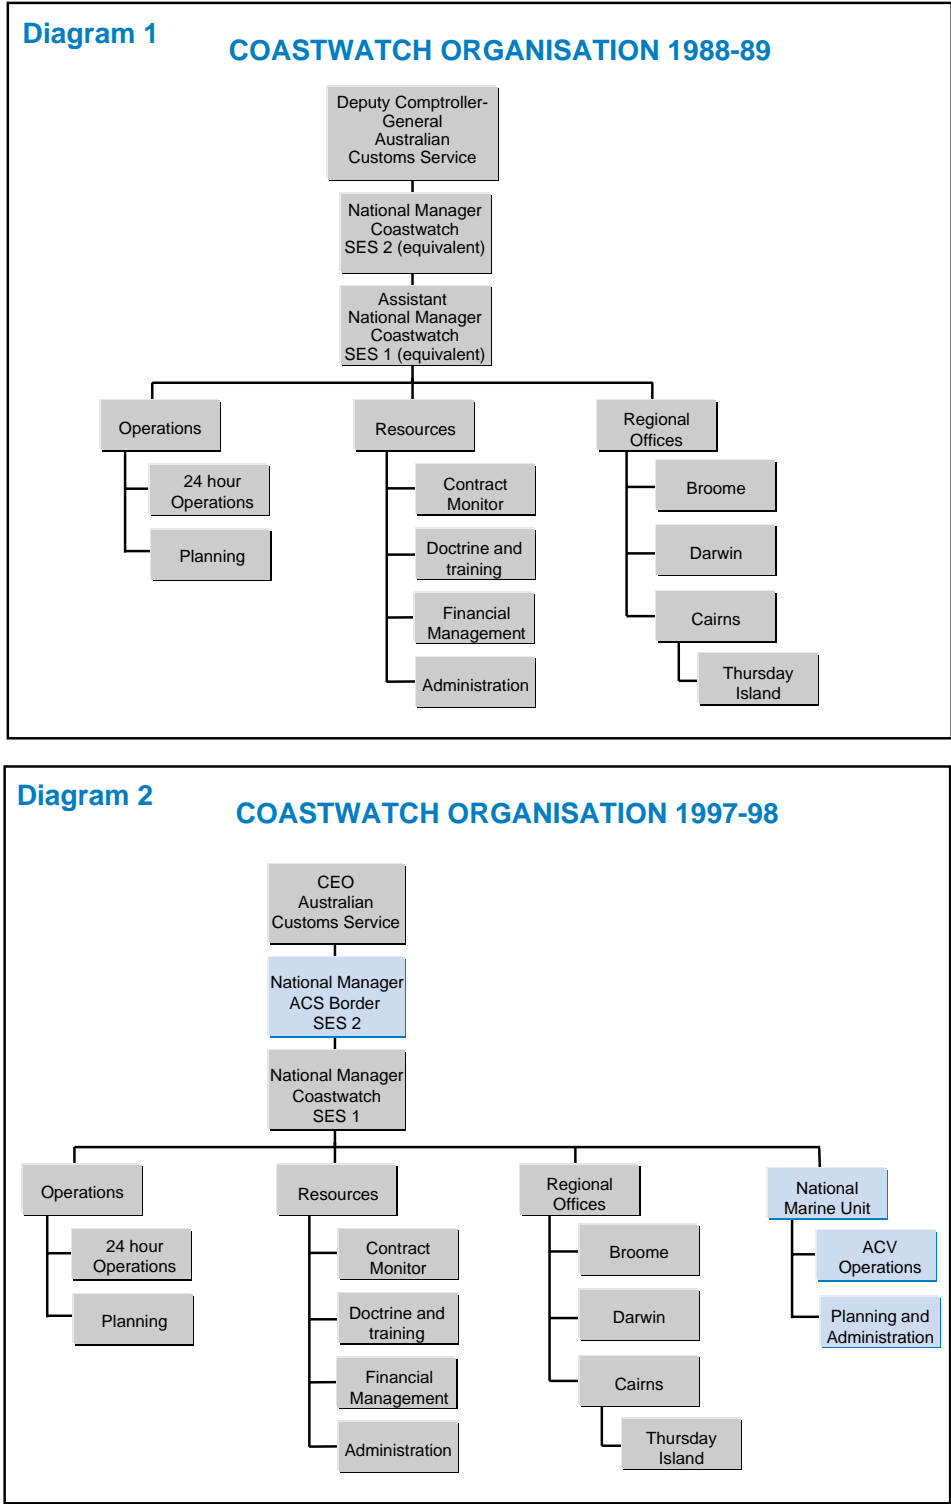 Diagram 1
COASTWATCH ORGANISATION 1988-89
Deputy Comptroller-
General
Australian
Customs Service
National Manager
Coastwatch
SES 2 (equivalent)
Assistant
National Manager
Coastwatch
SES 1 (equivalent)
Operations
24 hour
Operations
Planning
Resources
Contract
Monitor
Doctrine and
training
Financial
Management
Administration
Regional
Offices
Broome
Darwin
Cairns
Thursday
Island
Diagram 2
COASTWATCH ORGANISATION 1997-98
CEO
Australian
Customs Service
National Manager
ACS Border
SES 2
National Manager
Coastwatch
SES 1
Operations
24 hour
Operations
Planning
Resources
Contract
Monitor
Doctrine and
training
Financial
Management
Administration
Regional
Offices
Broome
Darwin
Cairns
Thursday
Island
National
Marine Unit
ACV
Operations
Planning and
Administration